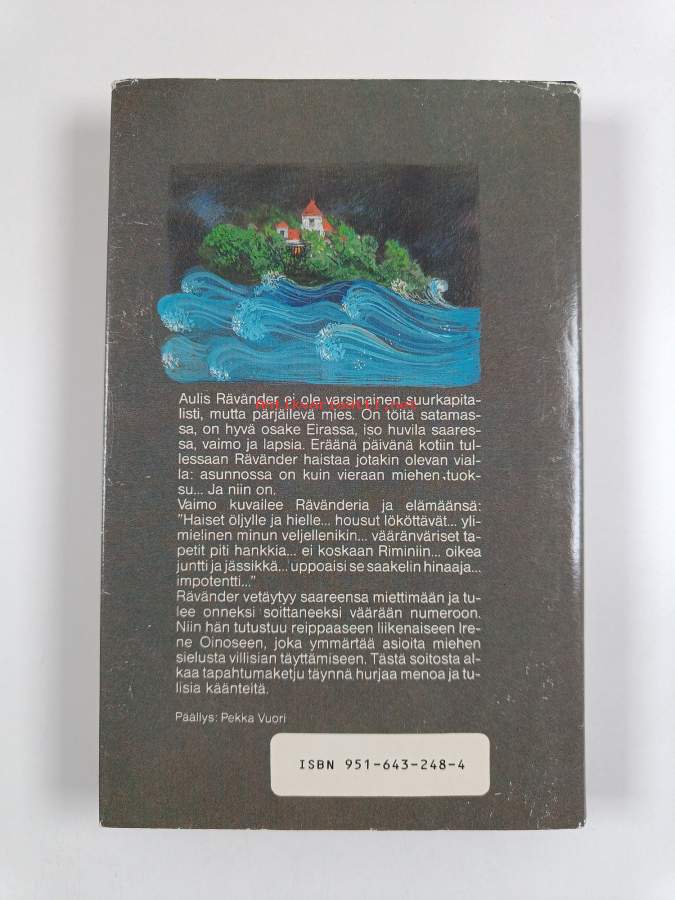 Aulis Rävänder ei ole varsinainen suurkapita-
listi, mutta pärjäilevä mies. On töitä satamas-
sa, on hyvä osake Eirassa, iso huvila saares-
sa, vaimo ja lapsia. Eräänä päivänä kotiin tul-
lessaan Rävänder haistaa jotakin olevan vial-
la: asunnossa on kuin vieraan miehen tuok-
su... Ja niin on.
Vaimo kuvailee Rävänderia ja elämäänsä:
"Haiset öljylle ja hielle... housut lököttävät... yli-
mielinen minun veljellenikin... vääränväriset ta-
petit piti hankkia... ei koskaan Riminiin... oikea
juntti ja jässikkä... uppoaisi se saakelin hinaaja...
impotentti..."
Rävänder vetäytyy saareensa miettimään ja tu-
lee onneksi soittaneeksi väärään numeroon.
Niin hän tutustuu reippaaseen liikenaiseen Ire-
ne Oinoseen, joka ymmärtää asioita miehen
sielusta villisian täyttämiseen. Tästä soitosta al-
kaa tapahtumaketju täynnä hurjaa menoa ja tu-
lisia käänteitä.
Päällys: Pekka Vuori
ISBN 951-643-248-4